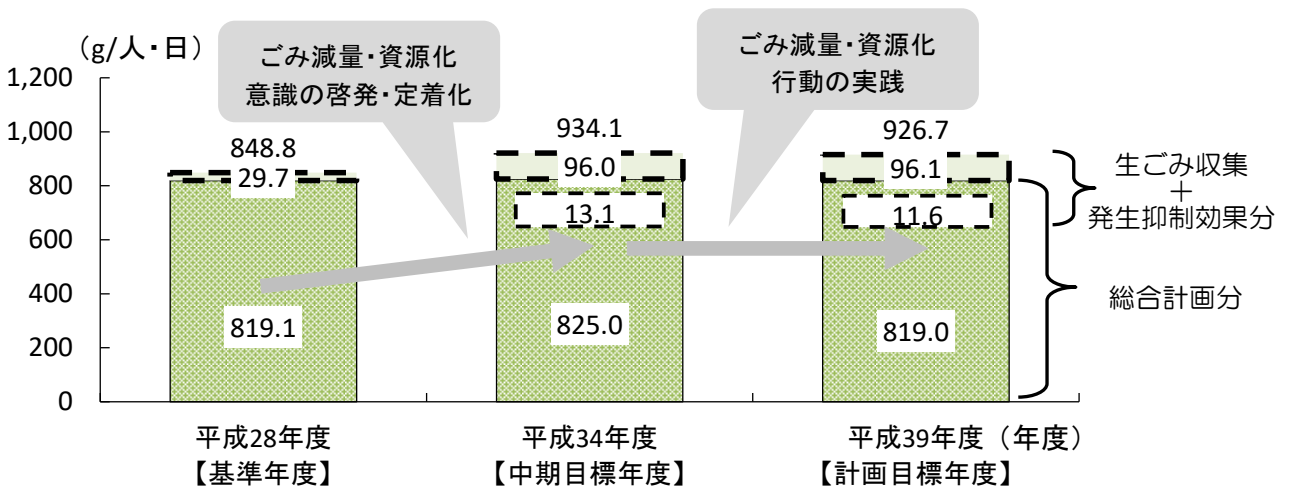 (g/人・日)
ごみ減量・資源化
意識の啓発・定着化
ごみ減量・資源化
行動の実践
1,200
1,000
800
600
400
200
0
848.8
29.7
819.1
934.1
96.0
13.1
825.0
926.7
96.1
11.6
819.0
生ごみ収集
＋
発生抑制効果分
総合計画分
平成28年度
【基準年度】
平成34年度
【中期目標年度】
平成39年度
【計画目標年度】
(年度)